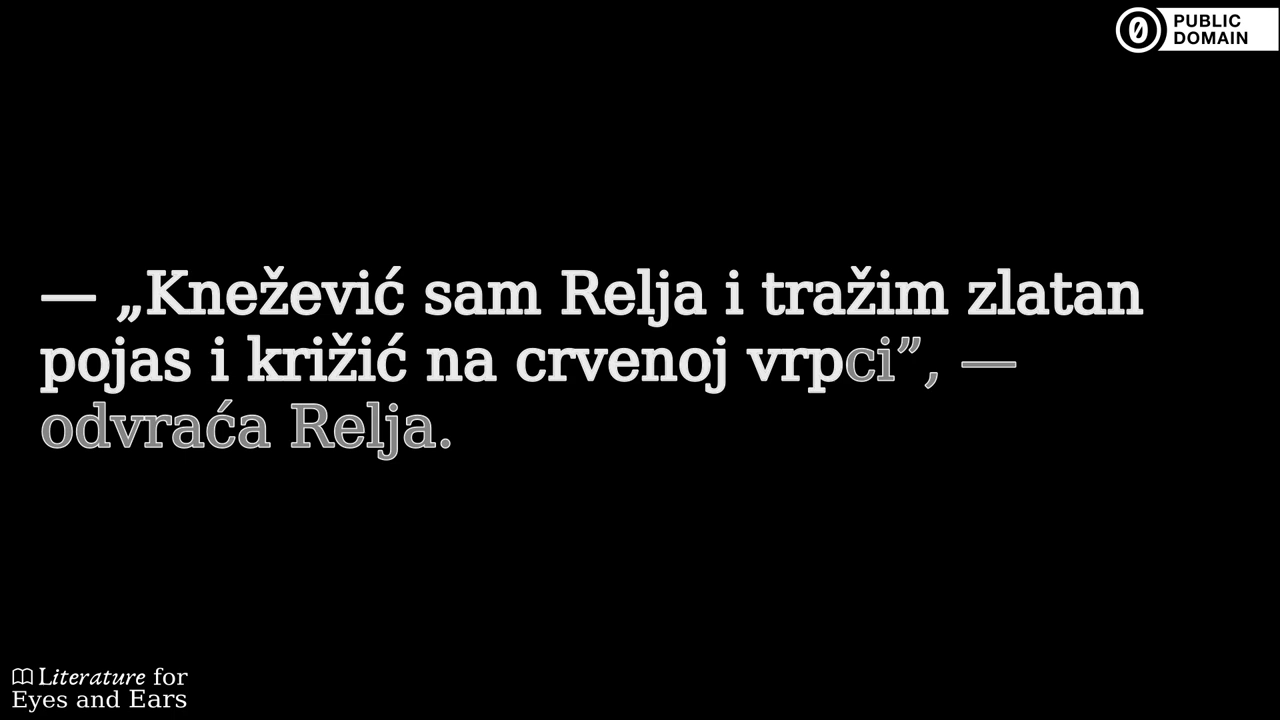 PUBLIC
DOMAIN
— „Knežević sam Relja i tražim zlatan
pojas i križić na crvenoj vrpci”, —
odvraća Relja.
Literature for
Eyes and Ears